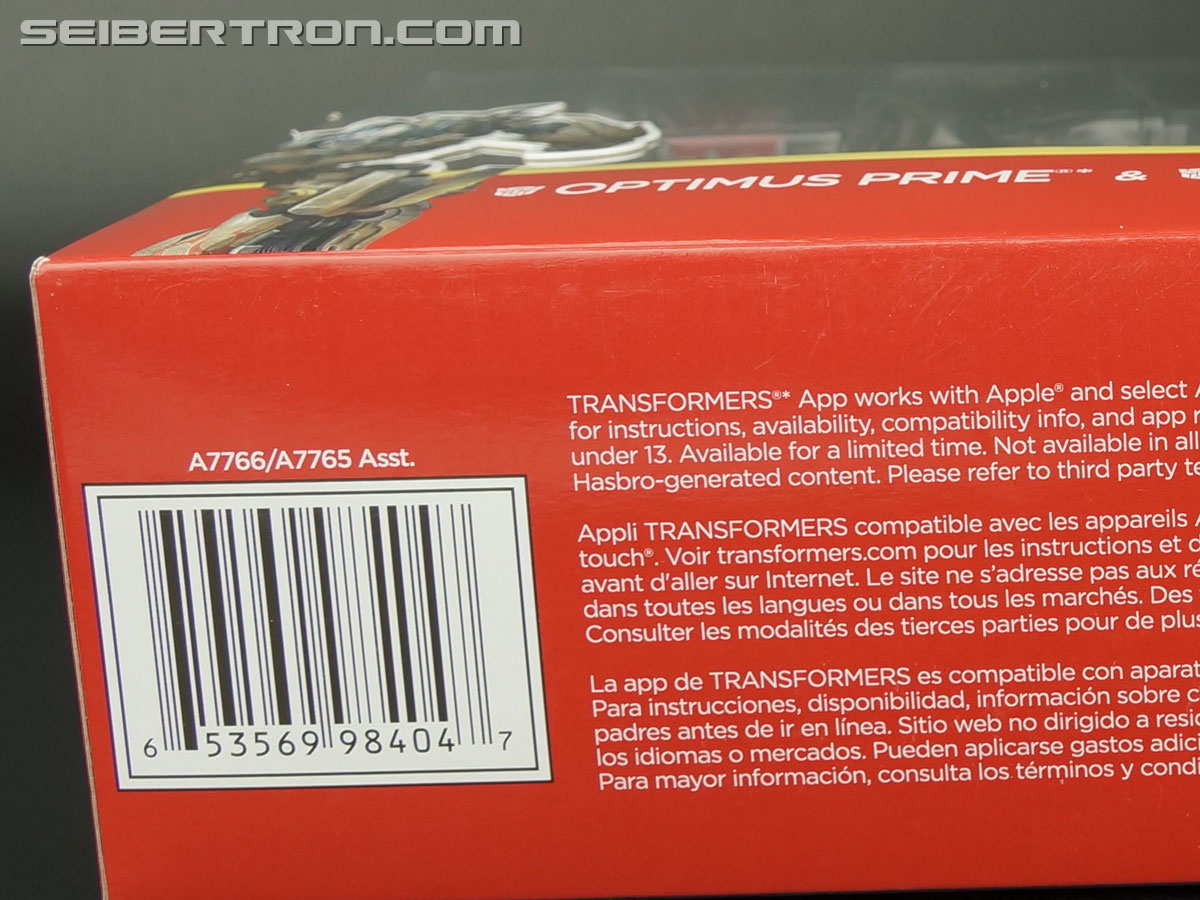 SEIBERTRON.COM
OPTIMUS PRIME®* &
A7766/A7765 Asst.
6 53569 98404 7
TRANSFORMERS®* App works with Apple® and select
for instructions, availability, compatibility info, and app
under 13. Available for a limited time. Not available in all
Hasbro-generated content. Please refer to third party
Appli TRANSFORMERS compatible avec les appareils
touch®. Voir transformers.com pour les instructions et
avant d'aller sur Internet. Le site ne s'adresse pas aux
dans toutes les langues ou dans tous les marchés. Des
Consulter les modalités des tierces parties pour de plus
La app de TRANSFORMERS es compatible con
Para instrucciones, disponibilidad, información sobre
padres antes de ir en línea. Sitio web no dirigido a
los idiomas o mercados. Pueden aplicarse gastos
Para mayor información, consulta los términos y